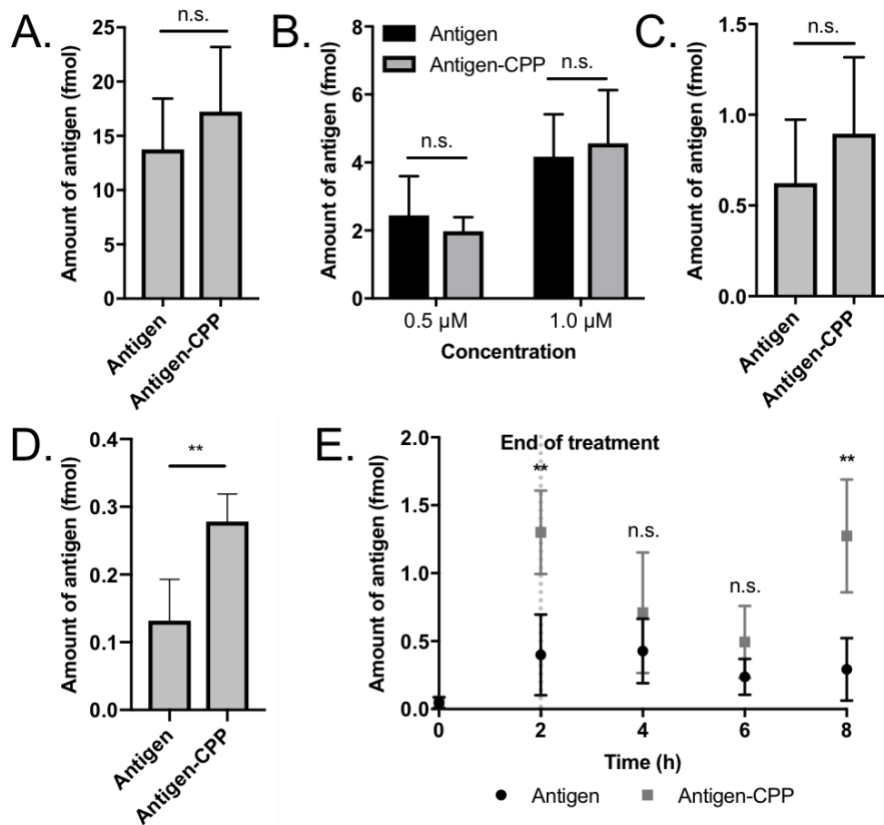 A.
Amount of antigen (fmol)
25
20
15
10
5
0
n.s.
Antigen
Antigen-CPP
B.
Amount of antigen (fmol)
8
6
4
2
0
Antigen
Antigen-CPP
n.s.
n.s.
0.5 µM
1.0 µM
Concentration
C.
Amount of antigen (fmol)
1.5
1.0
0.5
0.0
n.s.
Antigen
Antigen-CPP
D.
Amount of antigen (fmol)
0.4
0.3
0.2
0.1
0.0
**
Antigen
Antigen-CPP
E.
Amount of antigen (fmol)
2.0
1.5
1.0
0.5
0.0
End of treatment
**
n.s.
n.s.
**
0 2 4 6 8
Time (h)
Antigen
Antigen-CPP